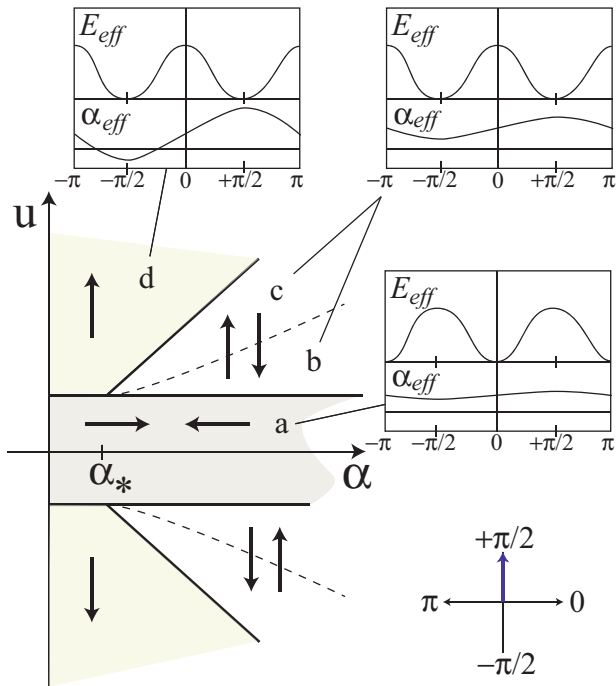 E_eff
α_eff
−π −π/2 0 +π/2 π
E_eff
α_eff
−π −π/2 0 +π/2 π
u
d
c
b
E_eff
α_eff
−π −π/2 0 +π/2 π
a
α_* α
+π/2
π 0
−π/2